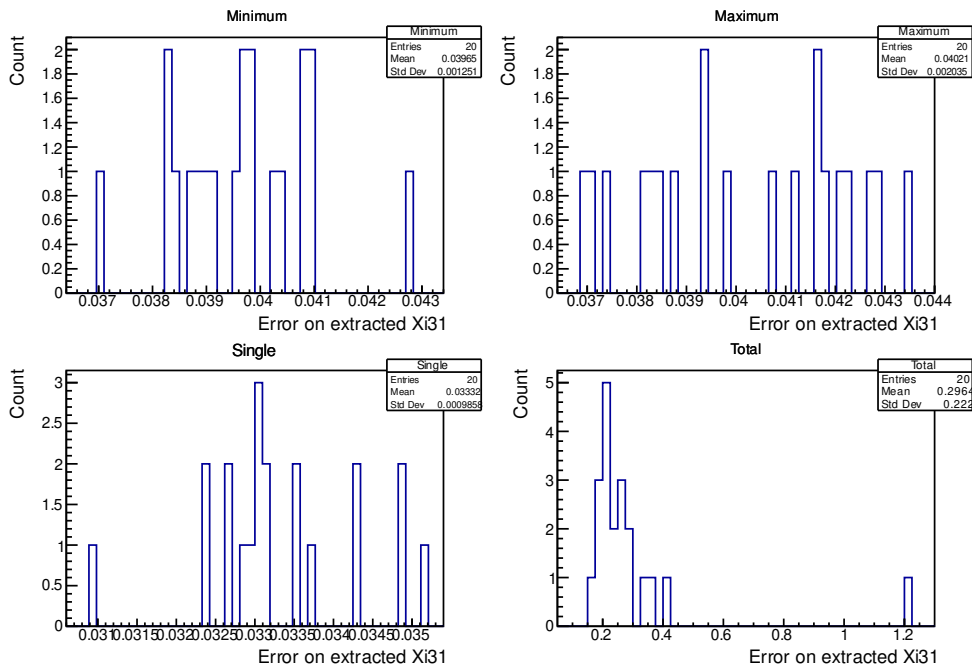 Minimum
Count
Minimum
Entries 20
Mean 0.03965
Std Dev 0.001251
2
1.8
1.6
1.4
1.2
1
0.8
0.6
0.4
0.2
0
0.037 0.038 0.039 0.04 0.041 0.042 0.043
Error on extracted Xi31
Maximum
Count
Maximum
Entries 20
Mean 0.04021
Std Dev 0.002035
2
1.8
1.6
1.4
1.2
1
0.8
0.6
0.4
0.2
0
0.037 0.038 0.039 0.04 0.041 0.042 0.043 0.044
Error on extracted Xi31
Single
Count
Single
Entries 20
Mean 0.03332
Std Dev 0.0009858
3
2.5
2
1.5
1
0.5
0
0.031 0.0315 0.032 0.0325 0.033 0.0335 0.034 0.0345 0.035
Error on extracted Xi31
Total
Count
Total
Entries 20
Mean 0.2964
Std Dev 0.222
5
4
3
2
1
0
0.2 0.4 0.6 0.8 1 1.2
Error on extracted Xi31